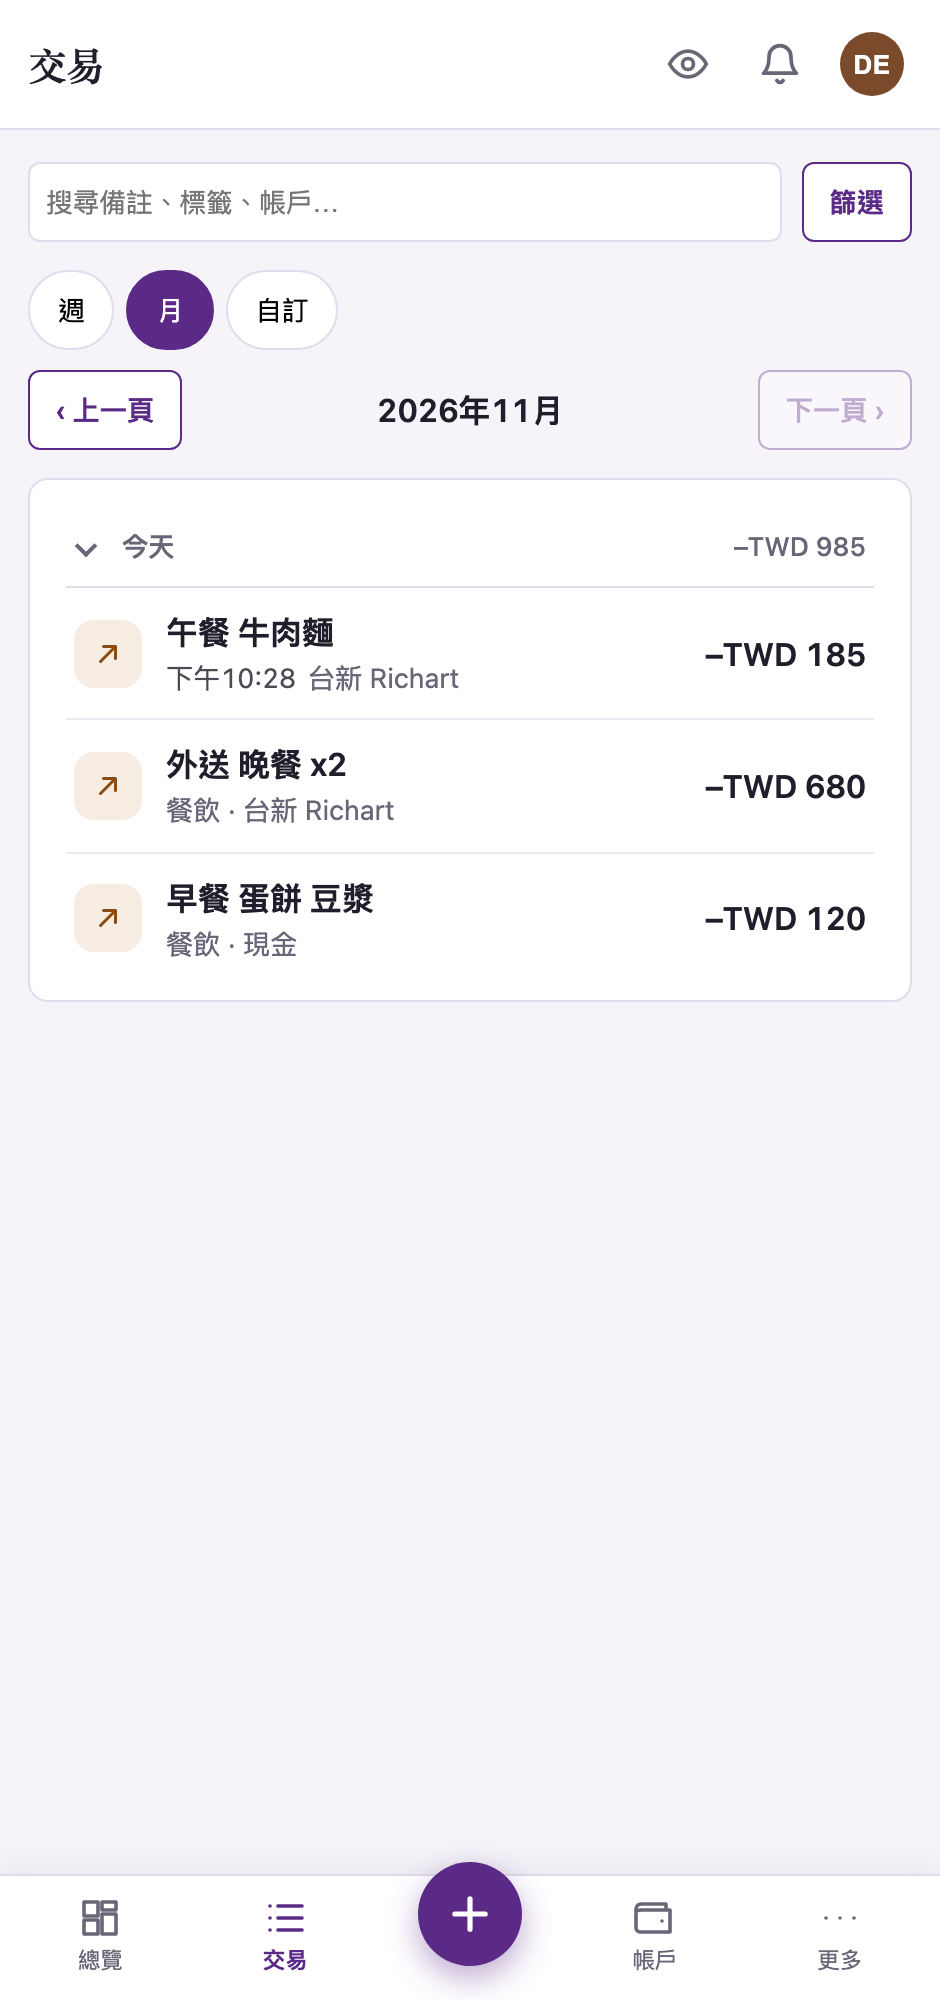 交易
DE
搜尋備註、標籤、帳戶...
篩選
週
月
自訂
‹ 上一頁
2026年11月
下一頁 ›
今天
–TWD 985
午餐 牛肉麵
下午10:28 台新 Richart
–TWD 185
外送 晚餐 x2
餐飲 · 台新 Richart
–TWD 680
早餐 蛋餅 豆漿
餐飲 · 現金
–TWD 120
總覽
交易
帳戶
更多